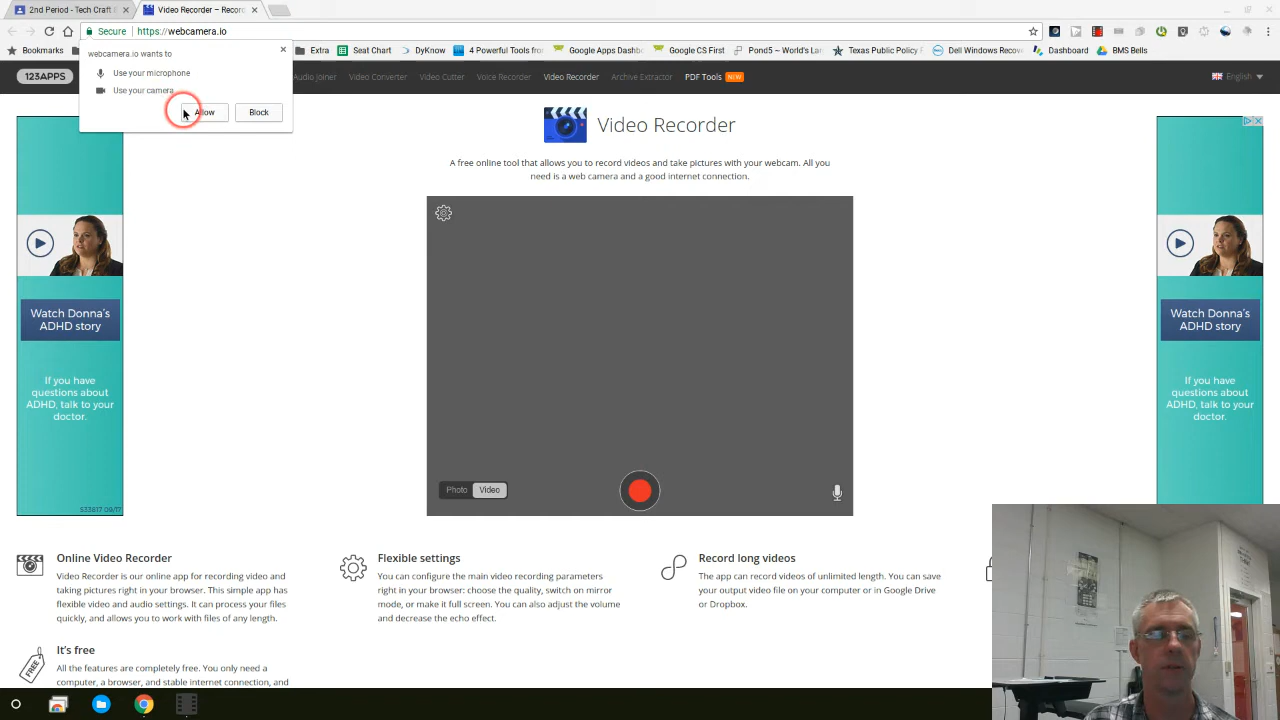 2nd Period - Tech Craft
Video Recorder – Recor
Secure
https://webcamera.io
Bookmarks
Extra
Seat Chart
DyKnow
4 Powerful Tools from
Google Apps Dashbo
Google CS First
Pond5 – World's Larg
Texas Public Policy F
Dell Windows Recov
Dashboard
BMS Bells
webcamera.io wants to
Use your microphone
Use your camera
Allow
Block
123APPS
Audio Joiner
Video Converter
Video Cutter
Voice Recorder
Video Recorder
Archive Extractor
PDF Tools
NEW
English
Video Recorder
A free online tool that allows you to record videos and take pictures with your webcam. All you
need is a web camera and a good internet connection.
Watch Donna's
ADHD story
If you have
questions about
ADHD, talk to your
doctor.
S33817 09/17
Photo
Video
Watch Donna's
ADHD story
If you have
questions about
ADHD, talk to your
doctor.
Online Video Recorder
Video Recorder is our online app for recording video and
taking pictures right in your browser. This simple app has
flexible video and audio settings. It can process your files
quickly, and allows you to work with files of any length.
Flexible settings
You can configure the main video recording parameters
right in your browser: choose the quality, switch on mirror
mode, or make it full screen. You can also adjust the volume
and decrease the echo effect.
Record long videos
The app can record videos of unlimited length. You can save
your output video file on your computer or in Google Drive
or Dropbox.
FREE
It's free
All the features are completely free. You only need a
computer, a browser, and stable internet connection, and